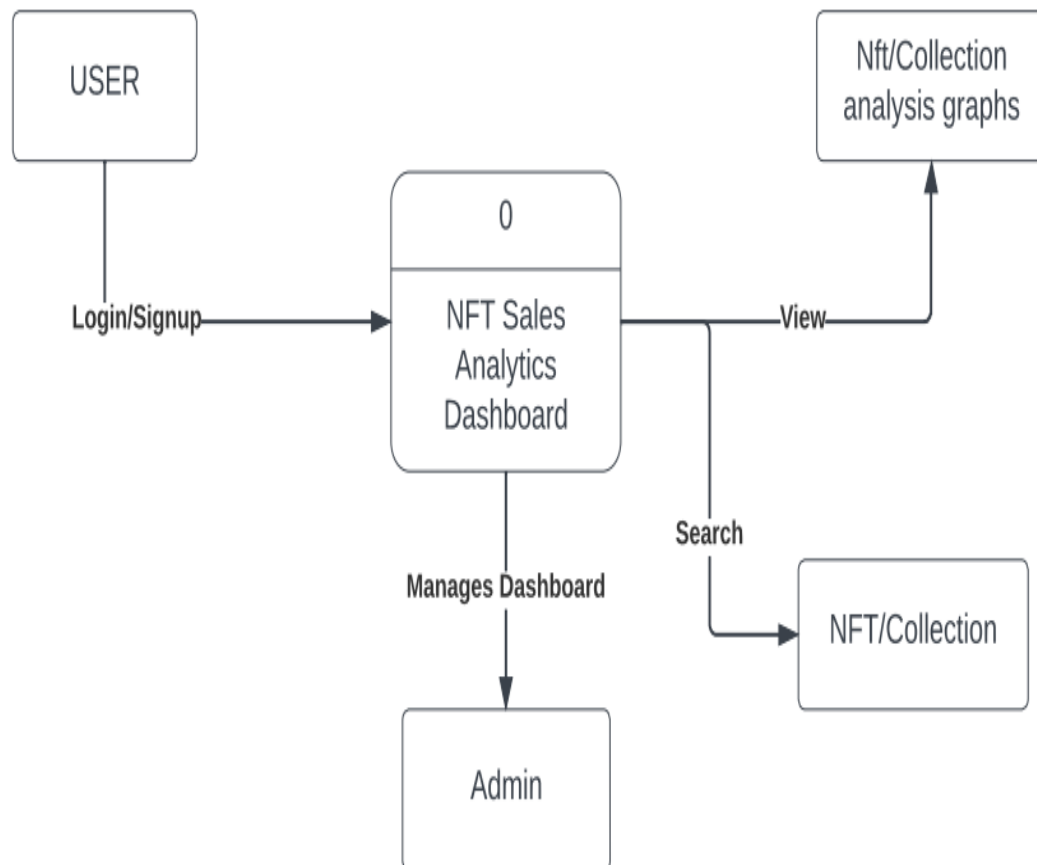 USER
Nft/Collection
analysis graphs
0
Login/Signup
NFT Sales
Analytics
Dashboard
View
Search
Manages Dashboard
NFT/Collection
Admin